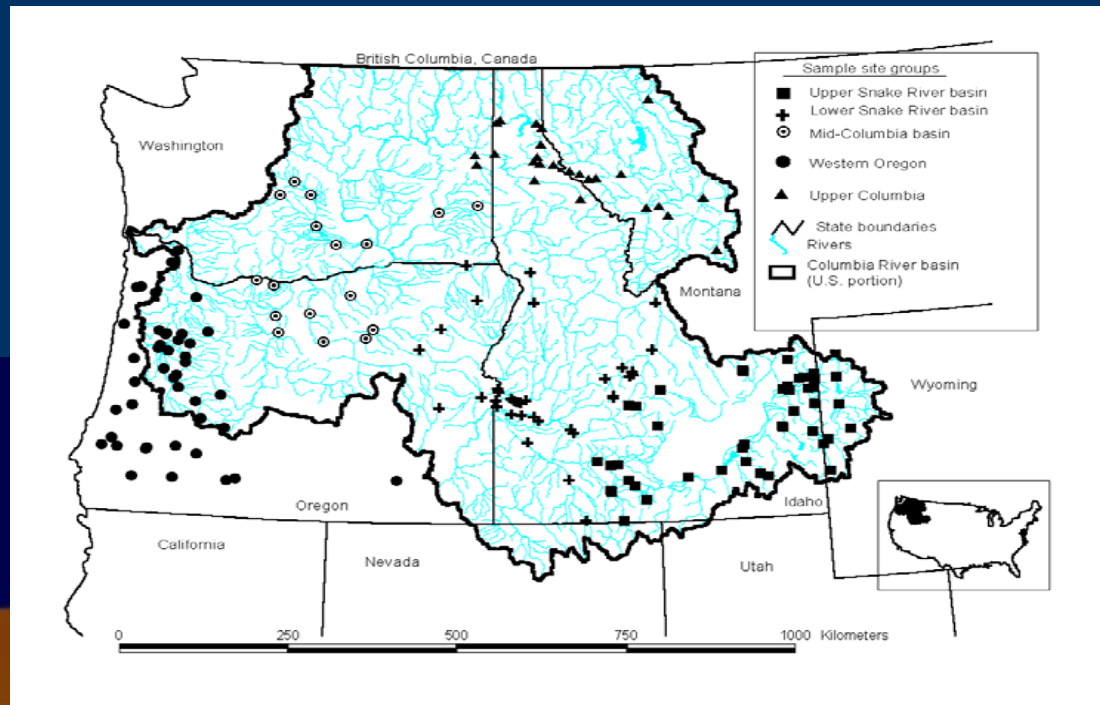 British Columbia, Canada
Washington
Montana
Wyoming
Oregon
Idaho
California
Nevada
Utah
Sample site groups
Upper Snake River basin
Lower Snake River basin
Mid-Columbia basin
Western Oregon
Upper Columbia
State boundaries
Rivers
Columbia River basin
(U.S. portion)
0 250 500 750 1000 Kilometers